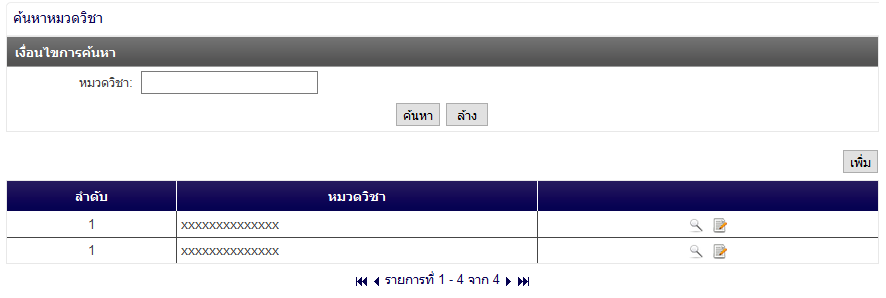 ค้นหาหมวดวิชา
เงื่อนไขการค้นหา
หมวดวิชา:
ค้นหา ล้าง
เพิ่ม
ลำดับ หมวดวิชา
1 xxxxxxxxxxxxxx
1 xxxxxxxxxxxxxx
รายการที่ 1 - 4 จาก 4